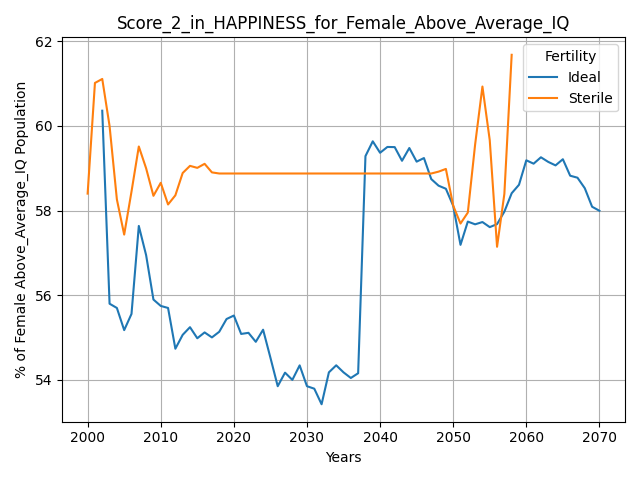 Score_2_in_HAPPINESS_for_Female_Above_Average_IQ
% of Female Above_Average_IQ Population
62
60
58
56
54
Fertility
Ideal
Sterile
2000 2010 2020 2030 2040 2050 2060 2070
Years